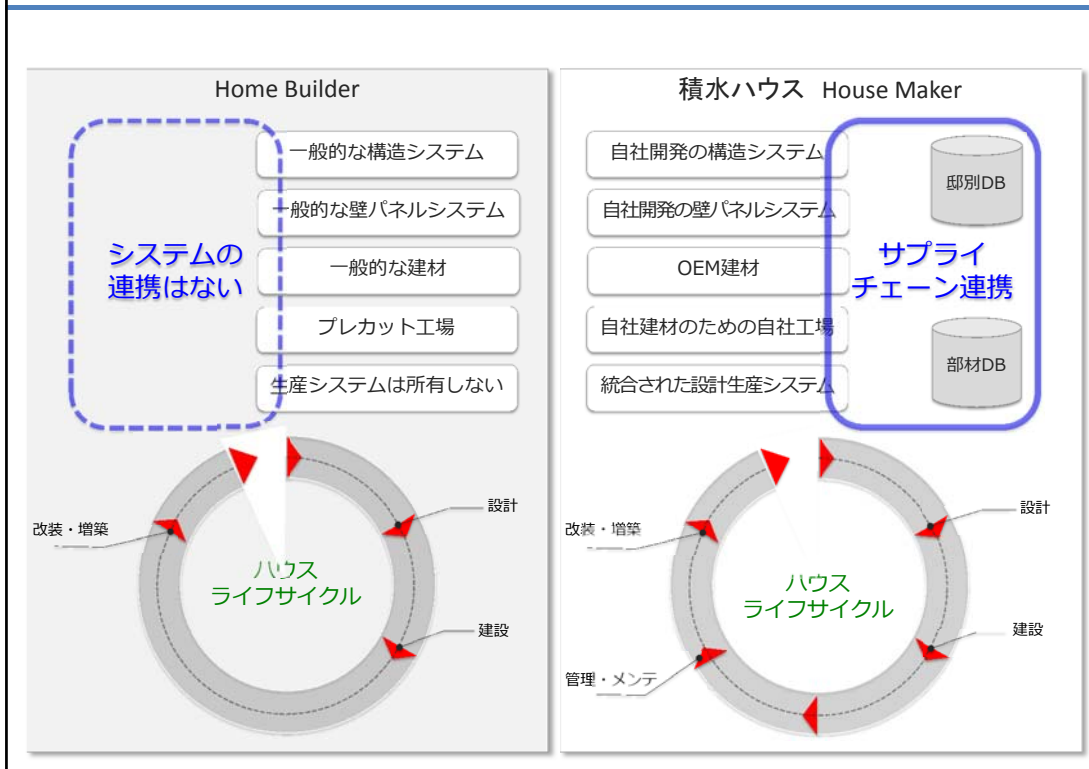 Home Builder
一般的な構造システム
一般的な壁パネルシステム
一般的な建材
プレカット工場
生産システムは所有しない
システムの
連携はない
設計
建設
改装・増築
ハウス
ライフサイクル
積水ハウス House Maker
自社開発の構造システム
自社開発の壁パネルシステム
OEM建材
自社建材のための自社工場
統合された設計生産システム
邸別DB
サプライ
チェーン連携
部材DB
設計
建設
管理・メンテ
改装・増築
ハウス
ライフサイクル